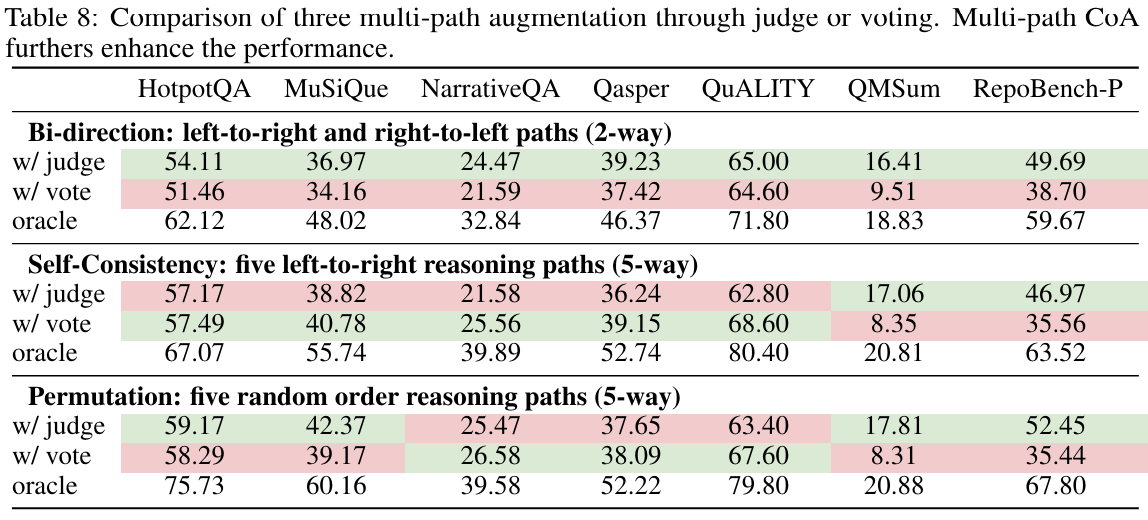 Table 8: Comparison of three multi-path augmentation through judge or voting. Multi-path CoA
furthers enhance the performance.
HotpotQA MuSiQue NarrativeQA Qasper QuALITY QMSum RepoBench-P
Bi-direction: left-to-right and right-to-left paths (2-way)
w/ judge 54.11 36.97 24.47 39.23 65.00 16.41 49.69
w/ vote 51.46 34.16 21.59 37.42 64.60 9.51 38.70
oracle 62.12 48.02 32.84 46.37 71.80 18.83 59.67
Self-Consistency: five left-to-right reasoning paths (5-way)
w/ judge 57.17 38.82 21.58 36.24 62.80 17.06 46.97
w/ vote 57.49 40.78 25.56 39.15 68.60 8.35 35.56
oracle 67.07 55.74 39.89 52.74 80.40 20.81 63.52
Permutation: five random order reasoning paths (5-way)
w/ judge 59.17 42.37 25.47 37.65 63.40 17.81 52.45
w/ vote 58.29 39.17 26.58 38.09 67.60 8.31 35.44
oracle 75.73 60.16 39.58 52.22 79.80 20.88 67.80